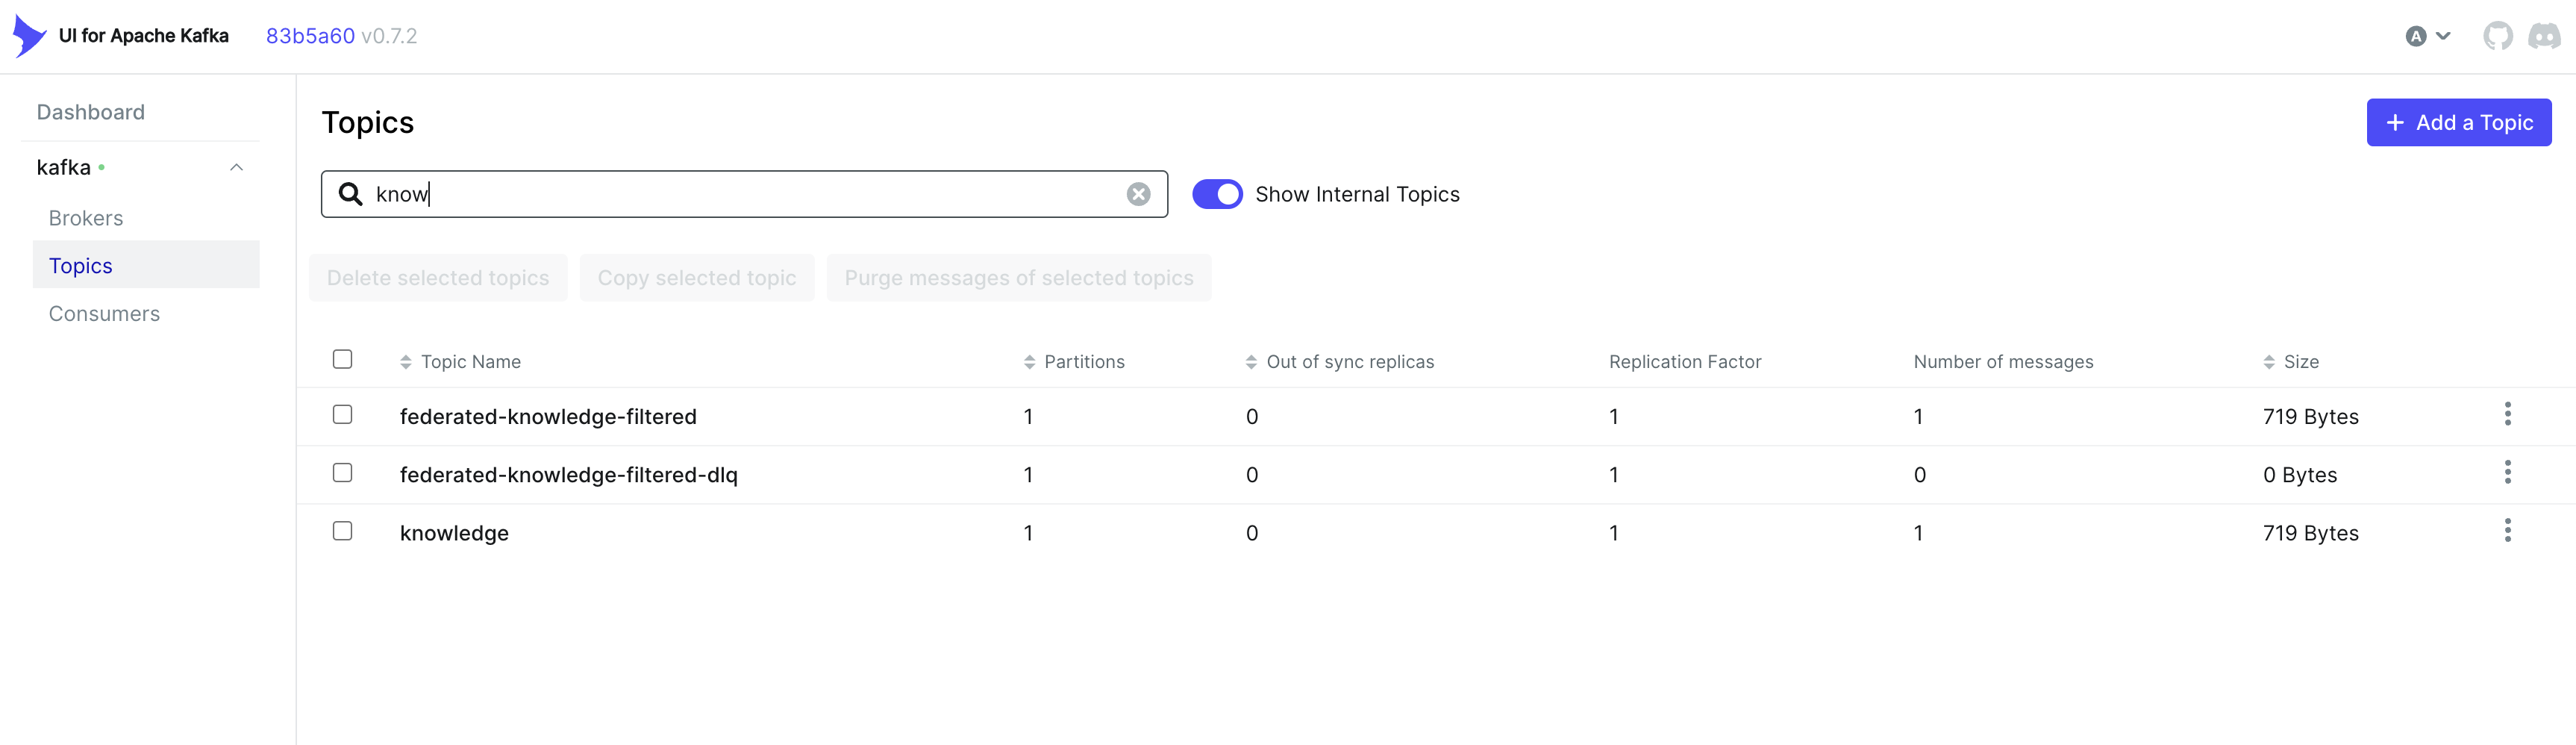 UI for Apache Kafka 83b5a60 v0.7.2 A
Dashboard
kafka
Brokers
Topics
Consumers
Topics
+ Add a Topic
know
Show Internal Topics
Delete selected topics Copy selected topic Purge messages of selected topics
Topic Name Partitions Out of sync replicas Replication Factor Number of messages Size
federated-knowledge-filtered 1 0 1 1 719 Bytes
federated-knowledge-filtered-dlq 1 0 1 0 0 Bytes
knowledge 1 0 1 1 719 Bytes